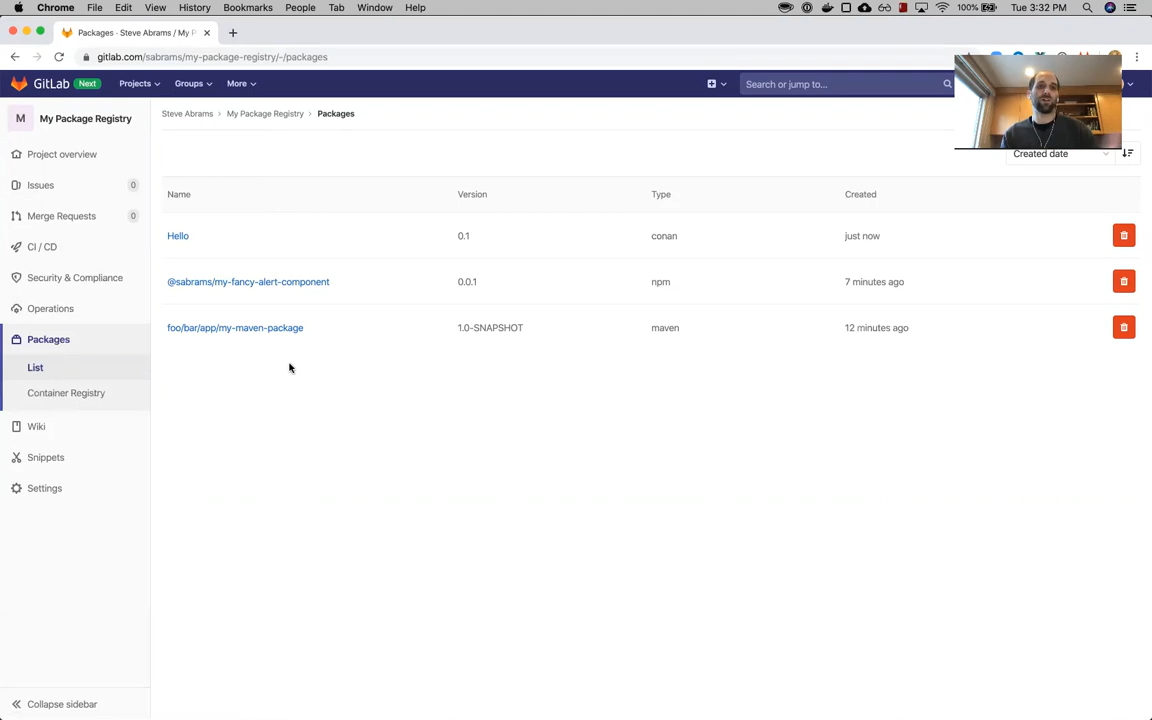 Chrome File Edit View History Bookmarks People Tab Window Help 100% Tue 3:32 PM
Packages · Steve Abrams / My P
gitlab.com/sabrams/my-package-registry/-/packages
GitLab Next Projects Groups More Search or jump to...
M My Package Registry
Steve Abrams › My Package Registry › Packages
Project overview
Created date
Issues 0
Name Version Type Created
Merge Requests 0
Hello 0.1 conan just now
CI / CD
Security & Compliance
@sabrams/my-fancy-alert-component 0.0.1 npm 7 minutes ago
Operations
foo/bar/app/my-maven-package 1.0-SNAPSHOT maven 12 minutes ago
Packages
List
Container Registry
Wiki
Snippets
Settings
Collapse sidebar